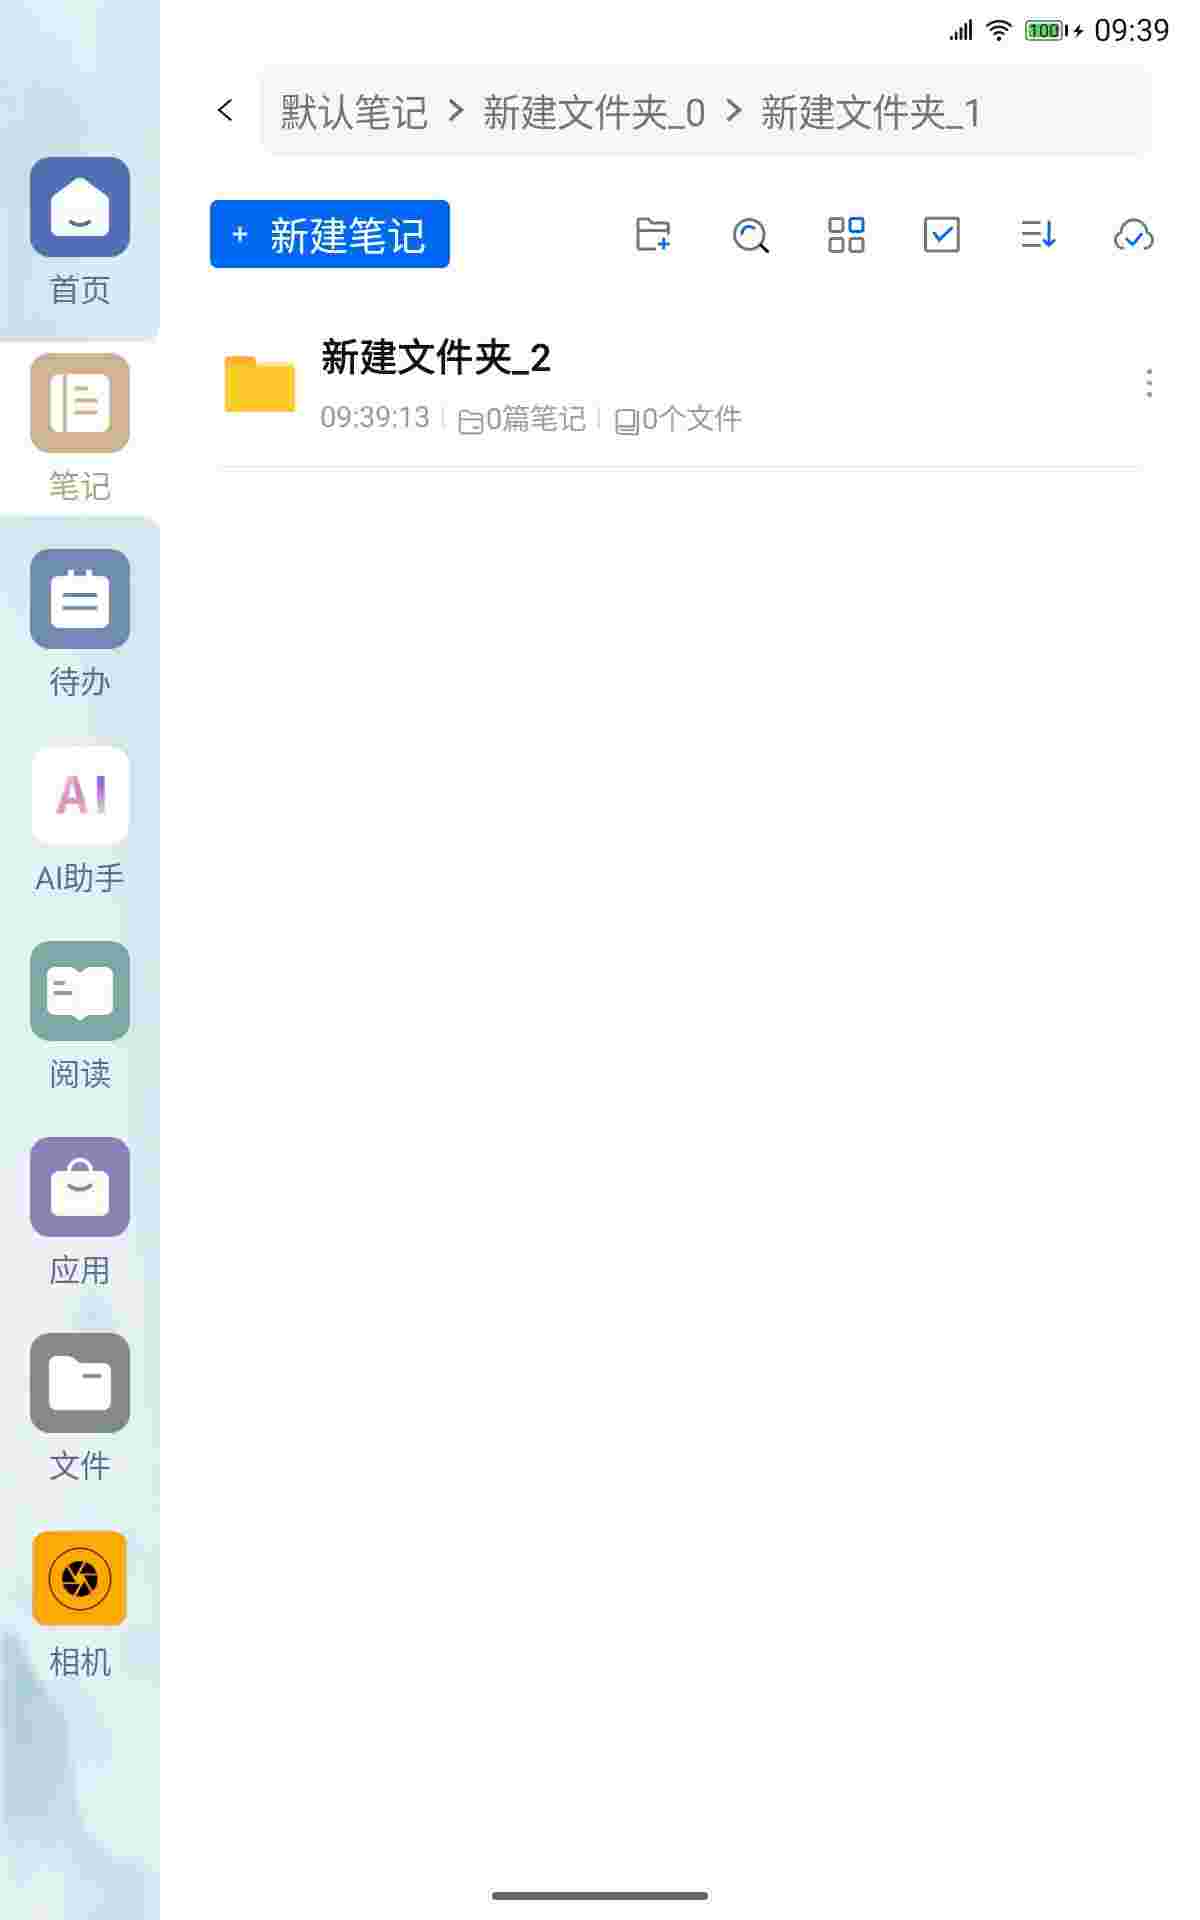 100 09:39
默认笔记 > 新建文件夹_0 > 新建文件夹_1
+ 新建笔记
新建文件夹_2
09:39:13 0篇笔记 0个文件
首页
笔记
待办
AI
AI助手
阅读
应用
文件
相机